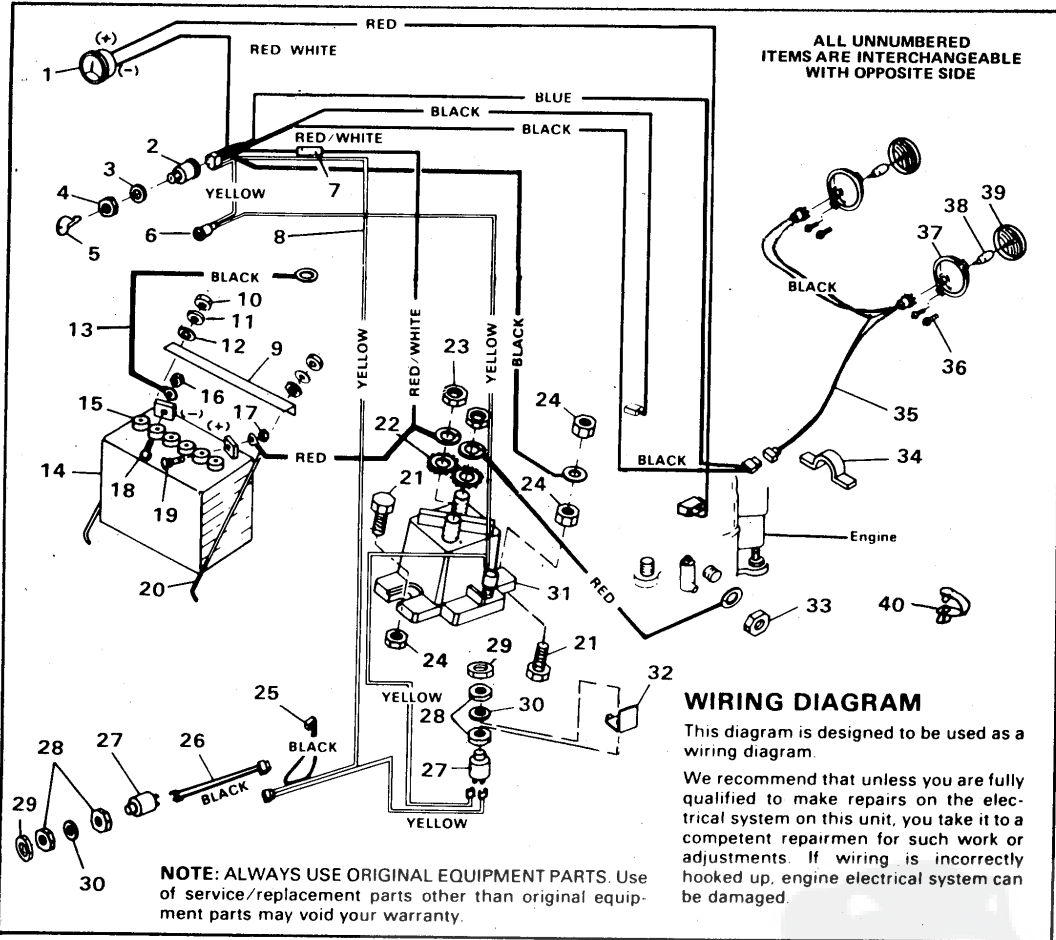 RED
(+)
RED WHITE
1
(-)
ALL UNNUMBERED
ITEMS ARE INTERCHANGEABLE
WITH OPPOSITE SIDE
BLUE
BLACK
BLACK
2
RED/WHITE
3
7
4
YELLOW
5
6
8
39
38
37
BLACK
BLACK
10
11
13
12
9
23
RED/WHITE
YELLOW
YELLOW
BLACK
36
16
24
35
15
(-)
17
(+)
22
RED
BLACK
34
14
18
21
24
19
Engine
20
31
RED
33
40
24
29
21
32
25
YELLOW
30
28
WIRING DIAGRAM
This diagram is designed to be used as a
wiring diagram.
28
27
26
BLACK
27
29
BLACK
YELLOW
30
We recommend that unless you are fully
qualified to make repairs on the elec-
trical system on this unit, you take it to a
competent repairmen for such work or
adjustments. If wiring is incorrectly
hooked up, engine electrical system can
be damaged.
NOTE: ALWAYS USE ORIGINAL EQUIPMENT PARTS. Use
of service/replacement parts other than original equip-
ment parts may void your warranty.